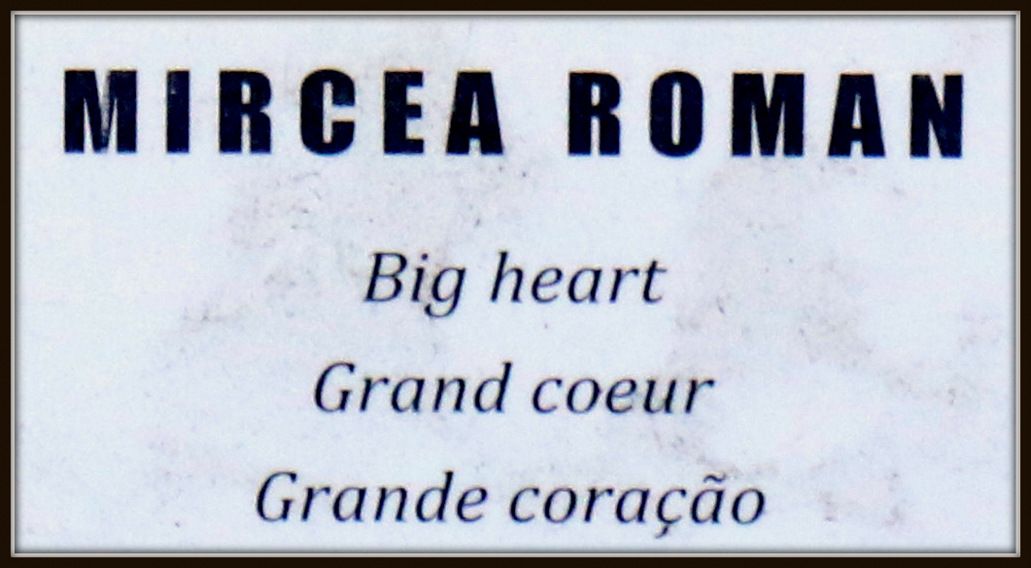 MIRCEA ROMAN
Big heart
Grand coeur
Grande coração